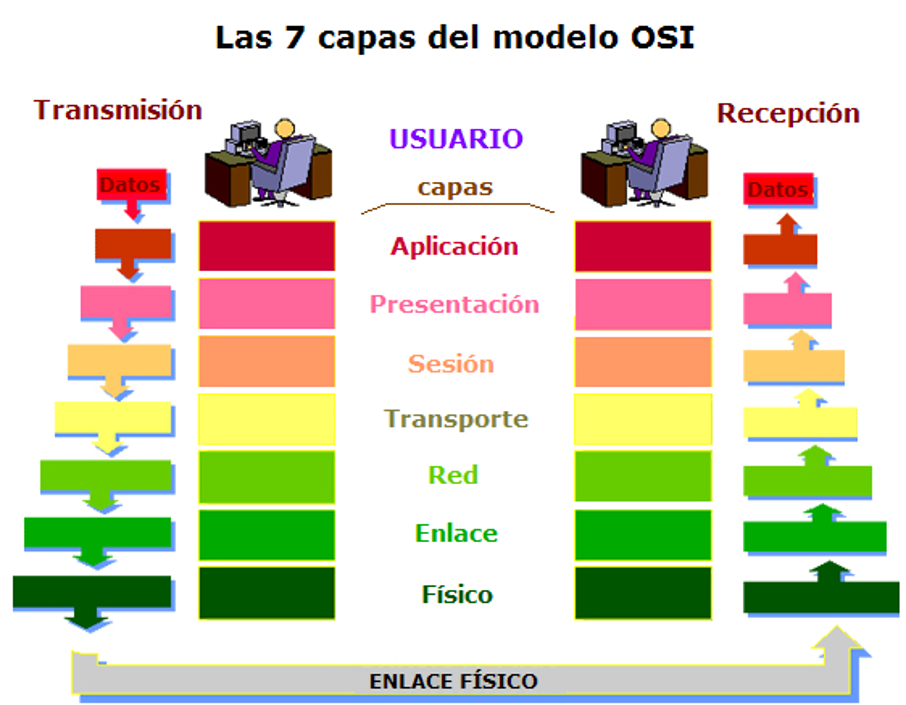 Las 7 capas del modelo OSI
Transmisión
Recepción
USUARIO
Datos
capas
Datos
Aplicación
Presentación
Sesión
Transporte
Red
Enlace
Físico
ENLACE FÍSICO